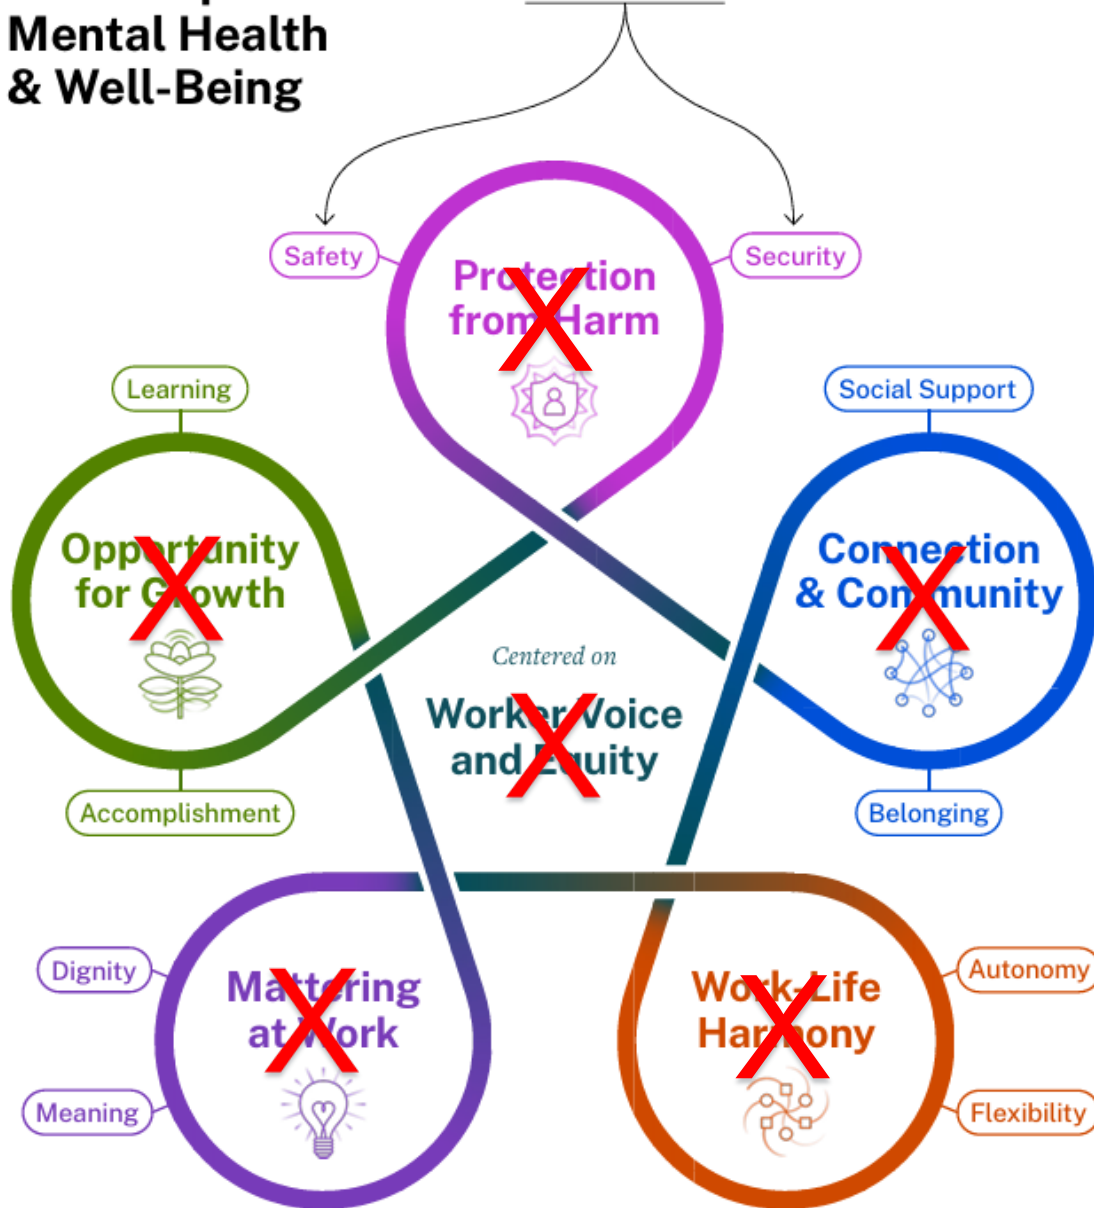 Mental Health
& Well-Being
Safety
Security
Protection
from Harm
Learning
Social Support
Opportunity
for Growth
Connection
& Community
Centered on
Worker Voice
and Equity
Accomplishment
Belonging
Dignity
Autonomy
Mattering
at Work
Work-Life
Harmony
Meaning
Flexibility